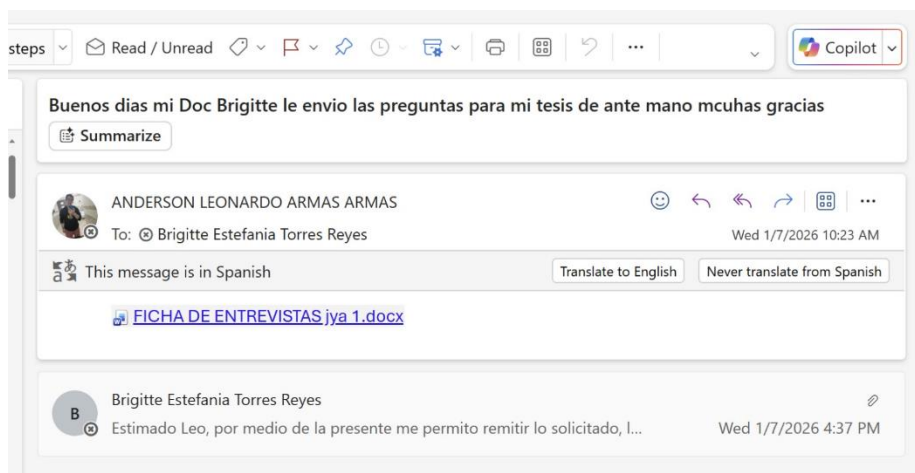 steps Read / Unread Copilot
Buenos dias mi Doc Brigitte le envio las preguntas para mi tesis de ante mano mcuhas gracias
Summarize
ANDERSON LEONARDO ARMAS ARMAS
To: Brigitte Estefania Torres Reyes Wed 1/7/2026 10:23 AM
This message is in Spanish Translate to English Never translate from Spanish
FICHA DE ENTREVISTAS jya 1.docx
Brigitte Estefania Torres Reyes
B
Estimado Leo, por medio de la presente me permito remitir lo solicitado, l... Wed 1/7/2026 4:37 PM